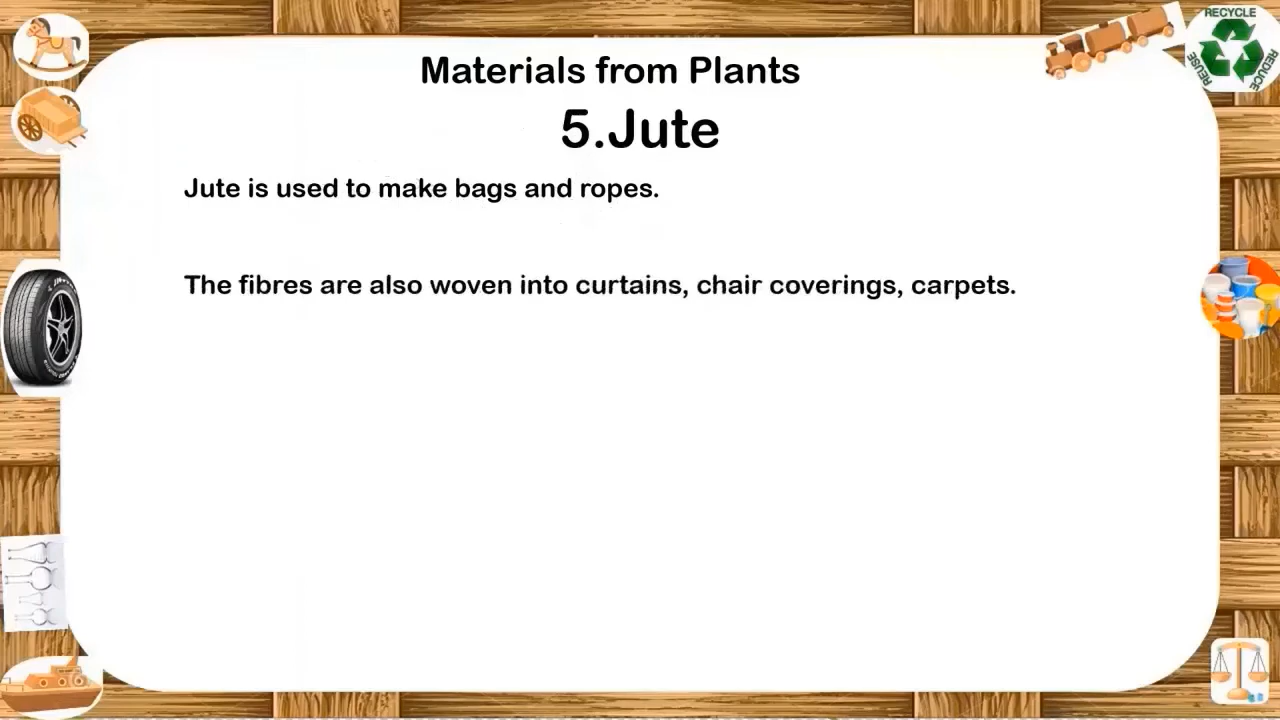 Materials from Plants
5.Jute
Jute is used to make bags and ropes.
The fibres are also woven into curtains, chair coverings, carpets.
RECYCLE
REUSE
REDUCE